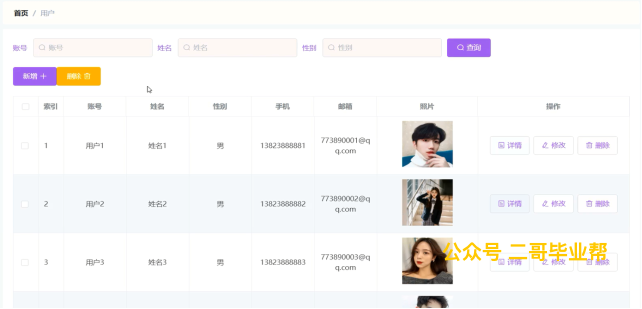 首页 / 用户
账号 账号 姓名 姓名 性别 性别 查询
新增 删除
索引 账号 姓名 性别 手机 邮箱 照片 操作
1 用户1 姓名1 男 13823888881 773890001@q
q.com 详情 修改 删除
2 用户2 姓名2 男 13823888882 773890002@q
q.com 详情 修改 删除
3 用户3 姓名3 男 13823888883 773890003@q
q.com 详情 修改 删除
公众号 二哥毕业帮